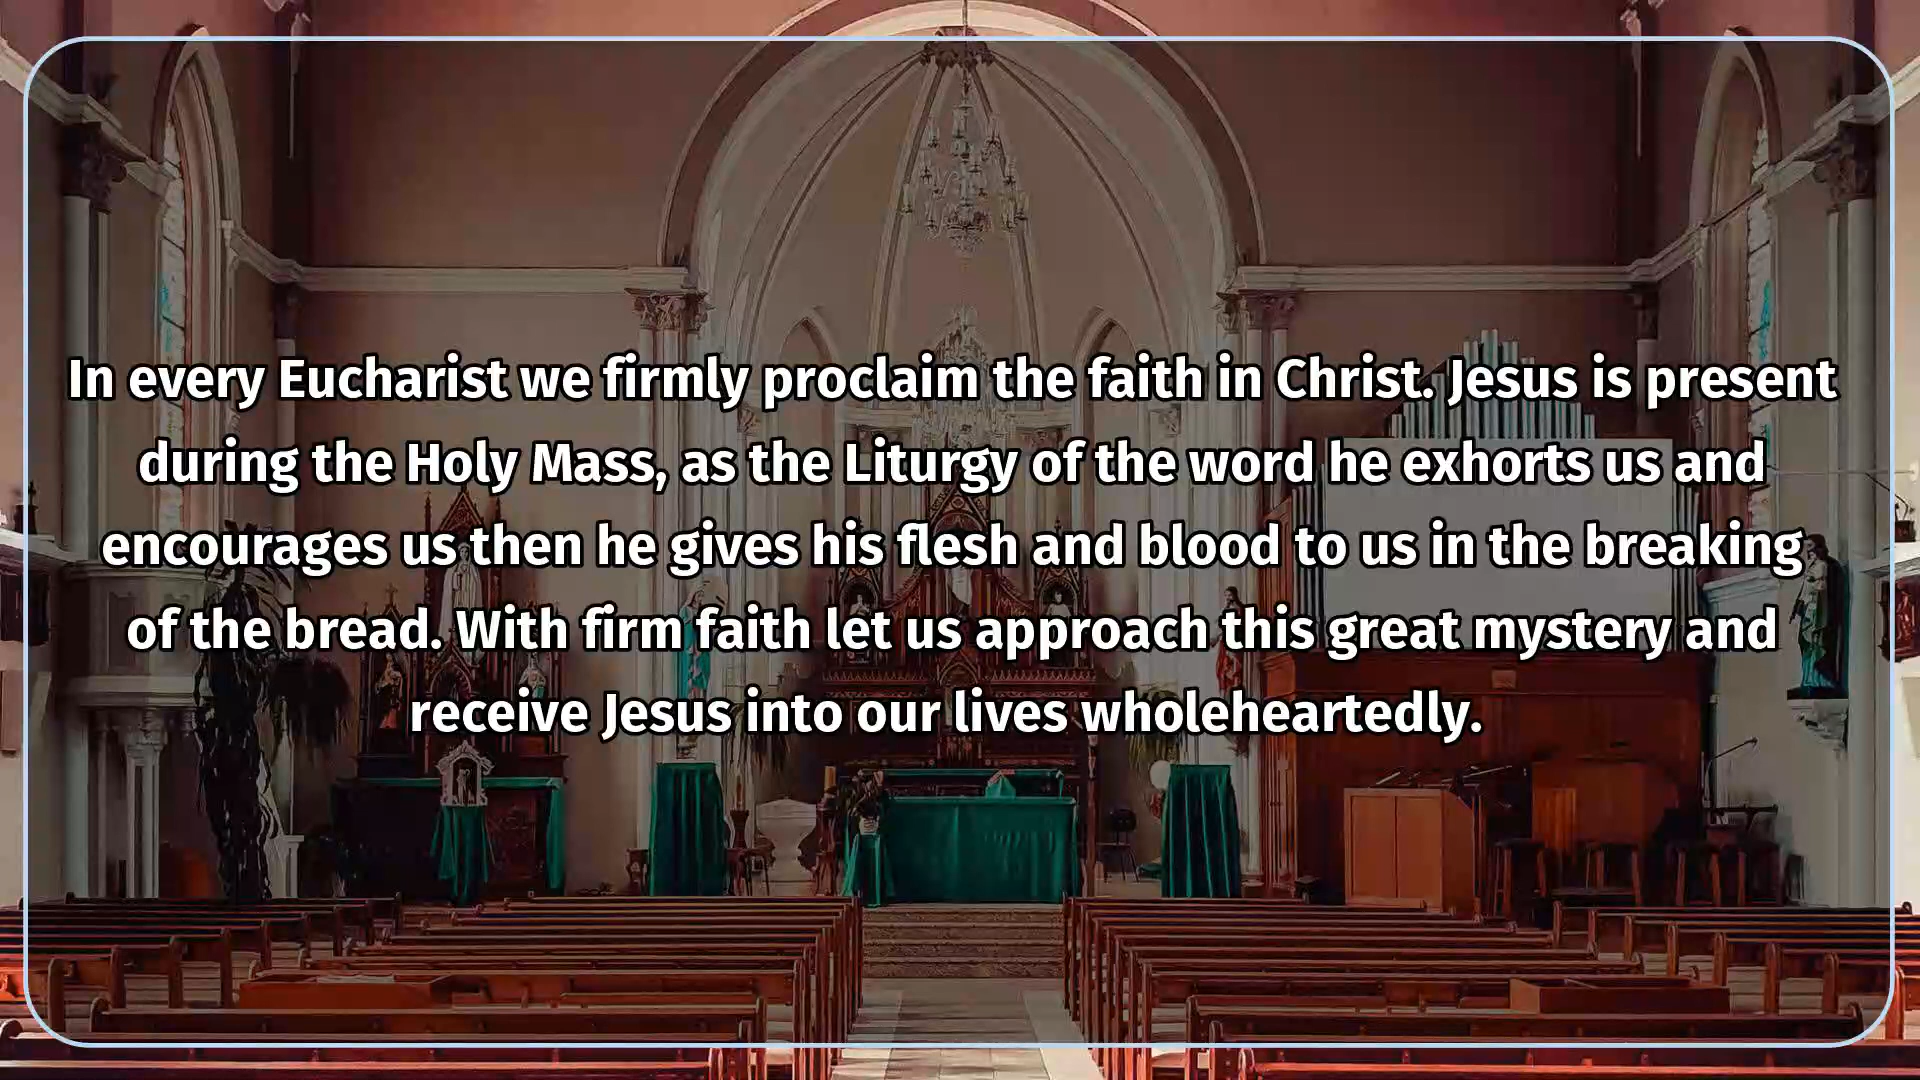 In every Eucharist we firmly proclaim the faith in Christ. Jesus is present
during the Holy Mass, as the Liturgy of the word he exhorts us and
encourages us then he gives his flesh and blood to us in the breaking
of the bread. With firm faith let us approach this great mystery and
receive Jesus into our lives wholeheartedly.